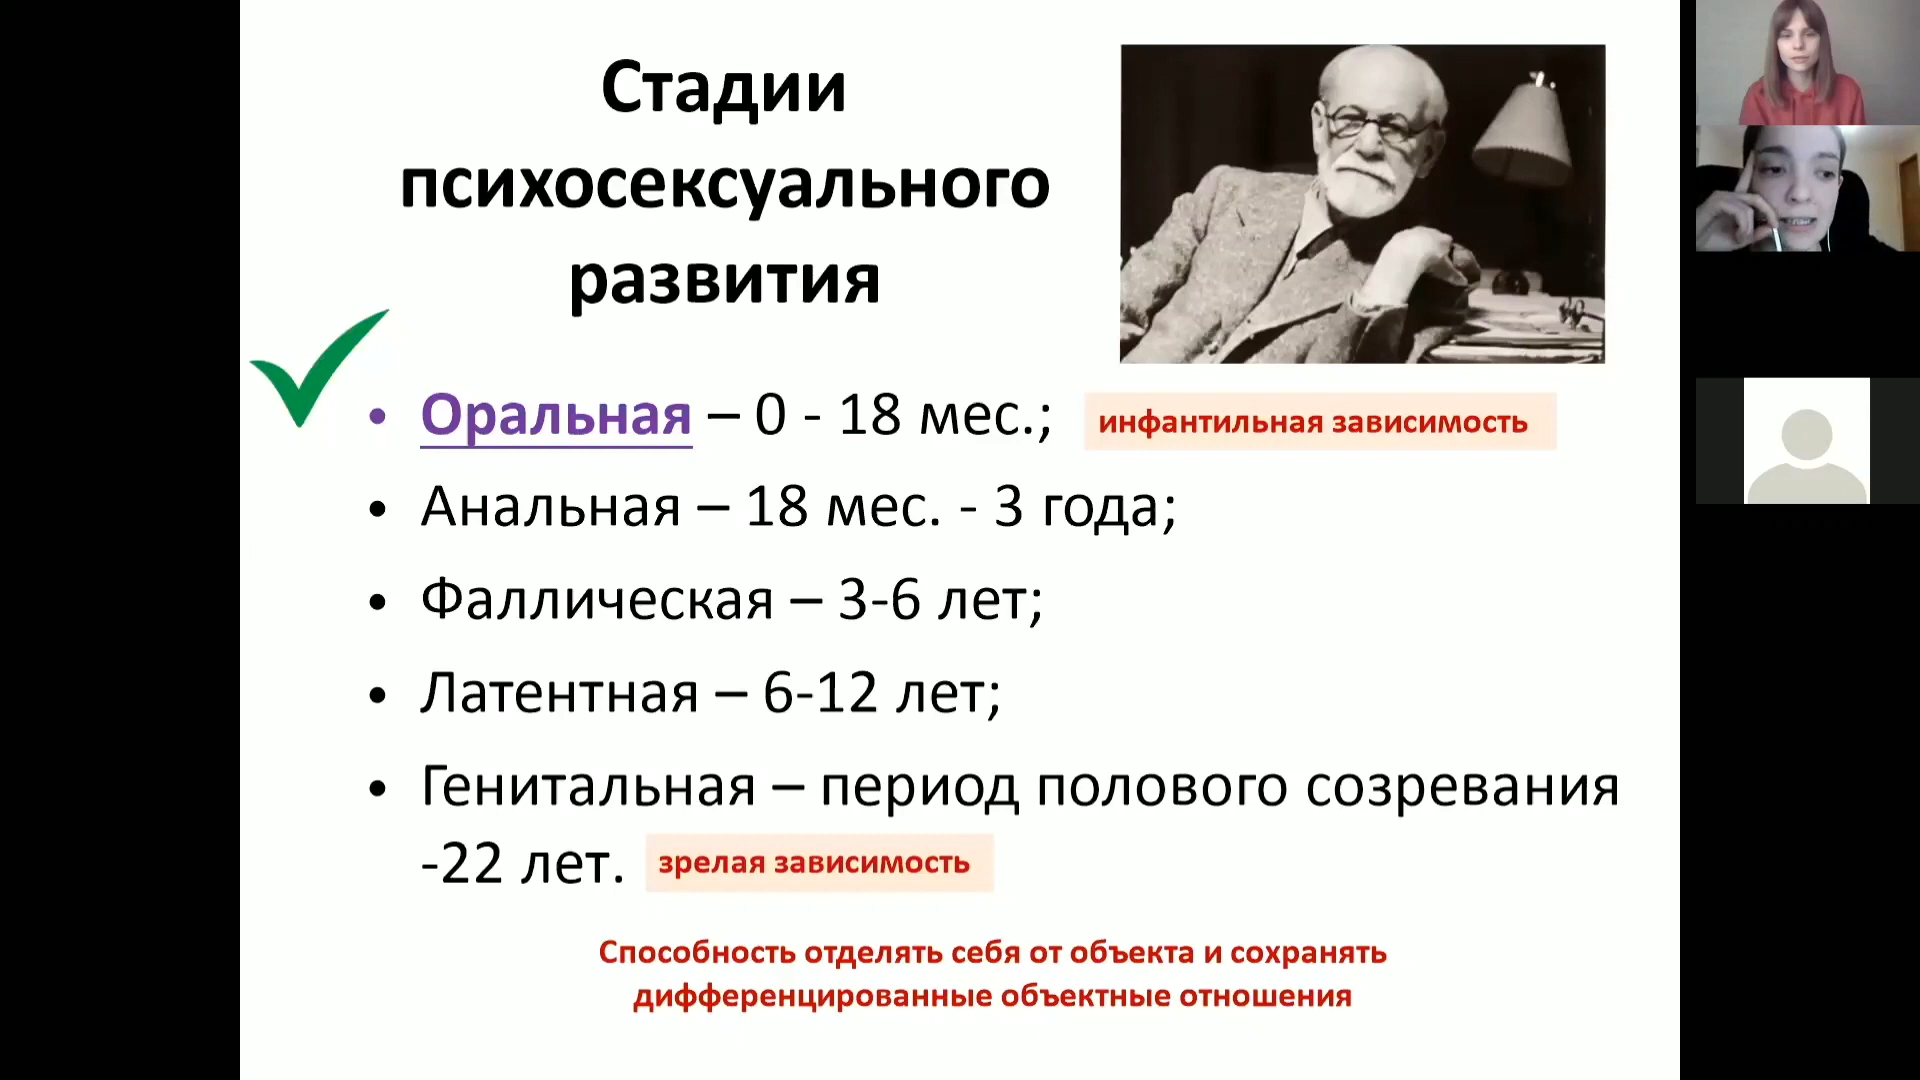 Стадии
психосексуального
развития
• Оральная – 0 - 18 мес.; инфантильная зависимость
• Анальная – 18 мес. - 3 года;
• Фаллическая – 3-6 лет;
• Латентная – 6-12 лет;
• Генитальная – период полового созревания
-22 лет. зрелая зависимость
Способность отделять себя от объекта и сохранять
дифференцированные объектные отношения